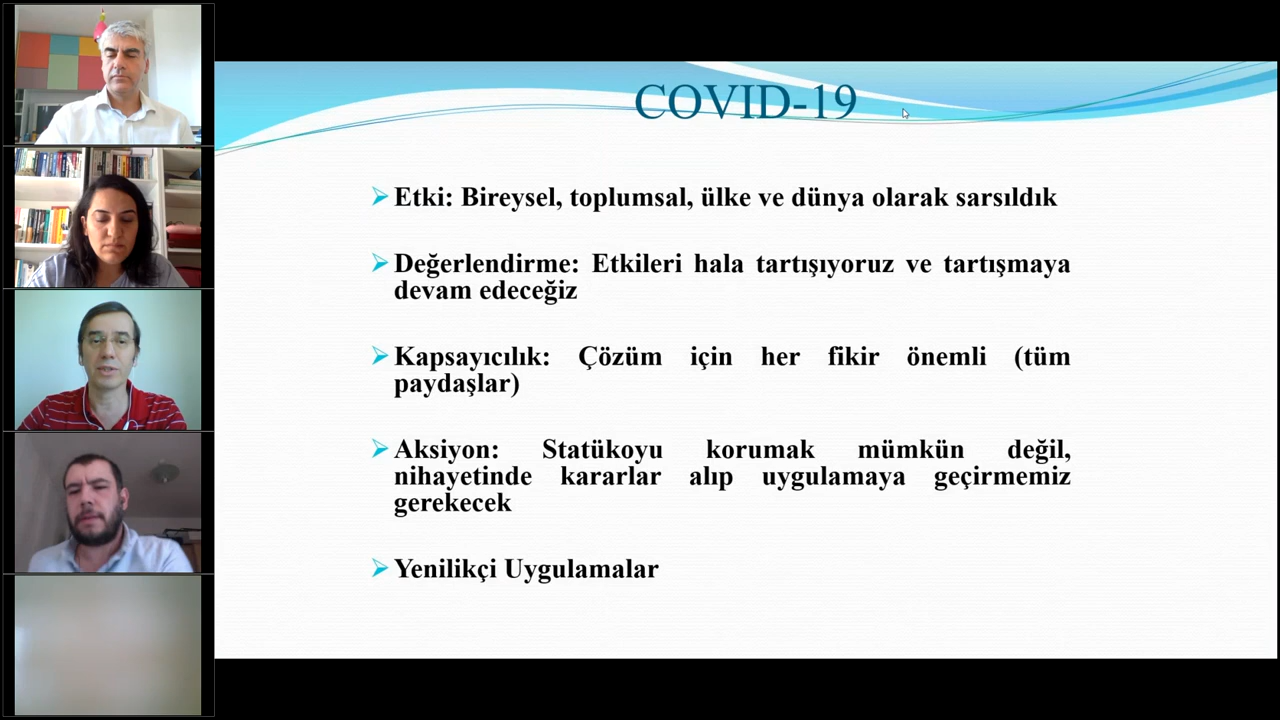 COVID-19
Etki: Bireysel, toplumsal, ülke ve dünya olarak sarsıldık
Değerlendirme: Etkileri hala tartışıyoruz ve tartışmaya
devam edeceğiz
Kapsayıcılık: Çözüm için her fikir önemli (tüm
paydaşlar)
Aksiyon: Statükoyu korumak mümkün değil,
nihayetinde kararlar alıp uygulamaya geçirmemiz
gerekecek
Yenilikçi Uygulamalar